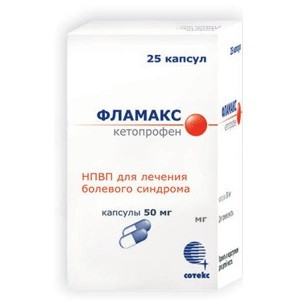 25 капсул
ФЛАМАКС
кетопрофен
НПВП для лечения
болевого синдрома
капсулы 50 мг
мг
сотекс